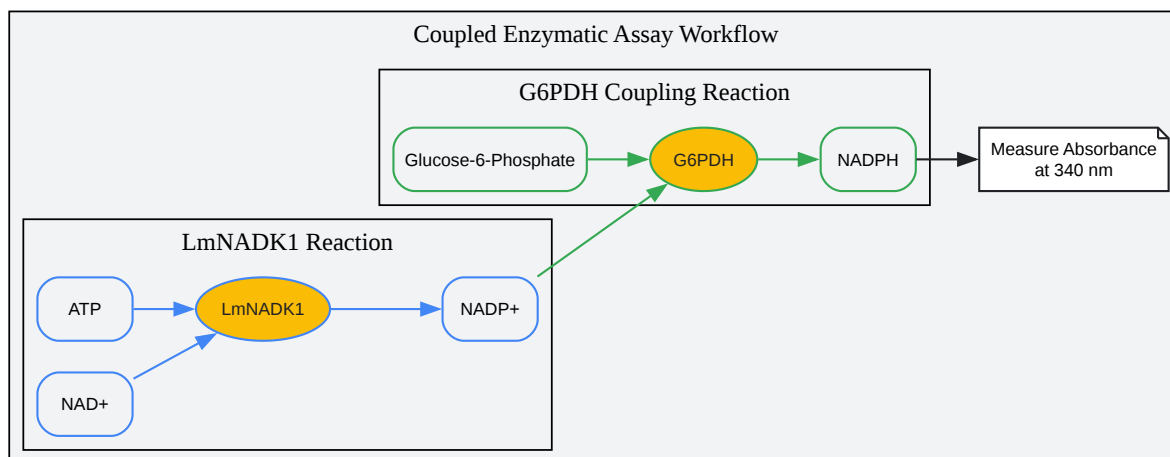 Coupled Enzymatic Assay Workflow
G6PDH Coupling Reaction
Glucose-6-Phosphate
G6PDH
NADPH
Measure Absorbance
at 340 nm
LmNADK1 Reaction
ATP
LmNADK1
NADP+
NAD+